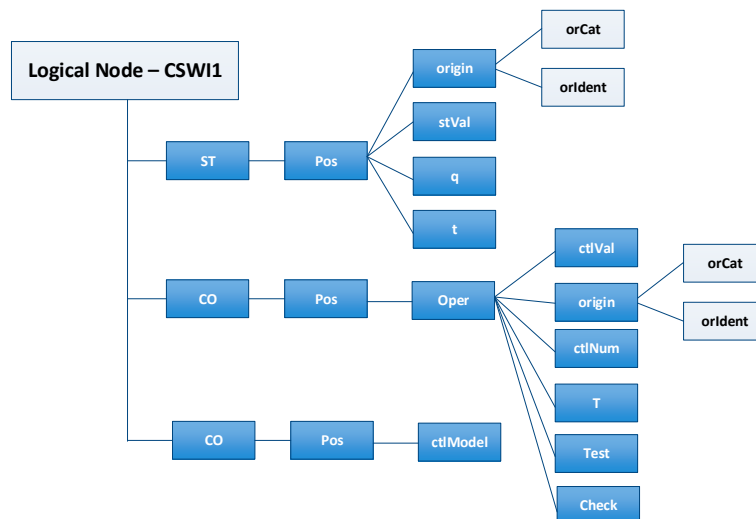 Logical Node – CSWI1
orCat
origin
orIdent
stVal
ST
Pos
q
t
ctlVal
orCat
CO
Pos
Oper
origin
orIdent
ctlNum
T
CO
Pos
ctlModel
Test
Check